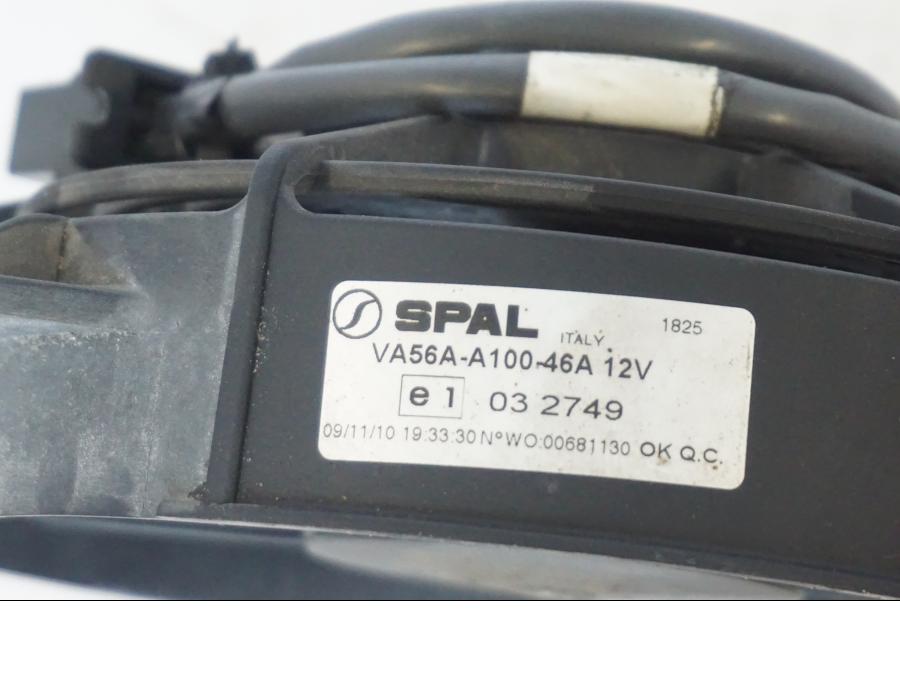 SPAL ITALY 1825
VA56A-A100-46A 12V
e1 03 2749
09/11/10 19:33:30 N°WO:00681130 OK Q.C.